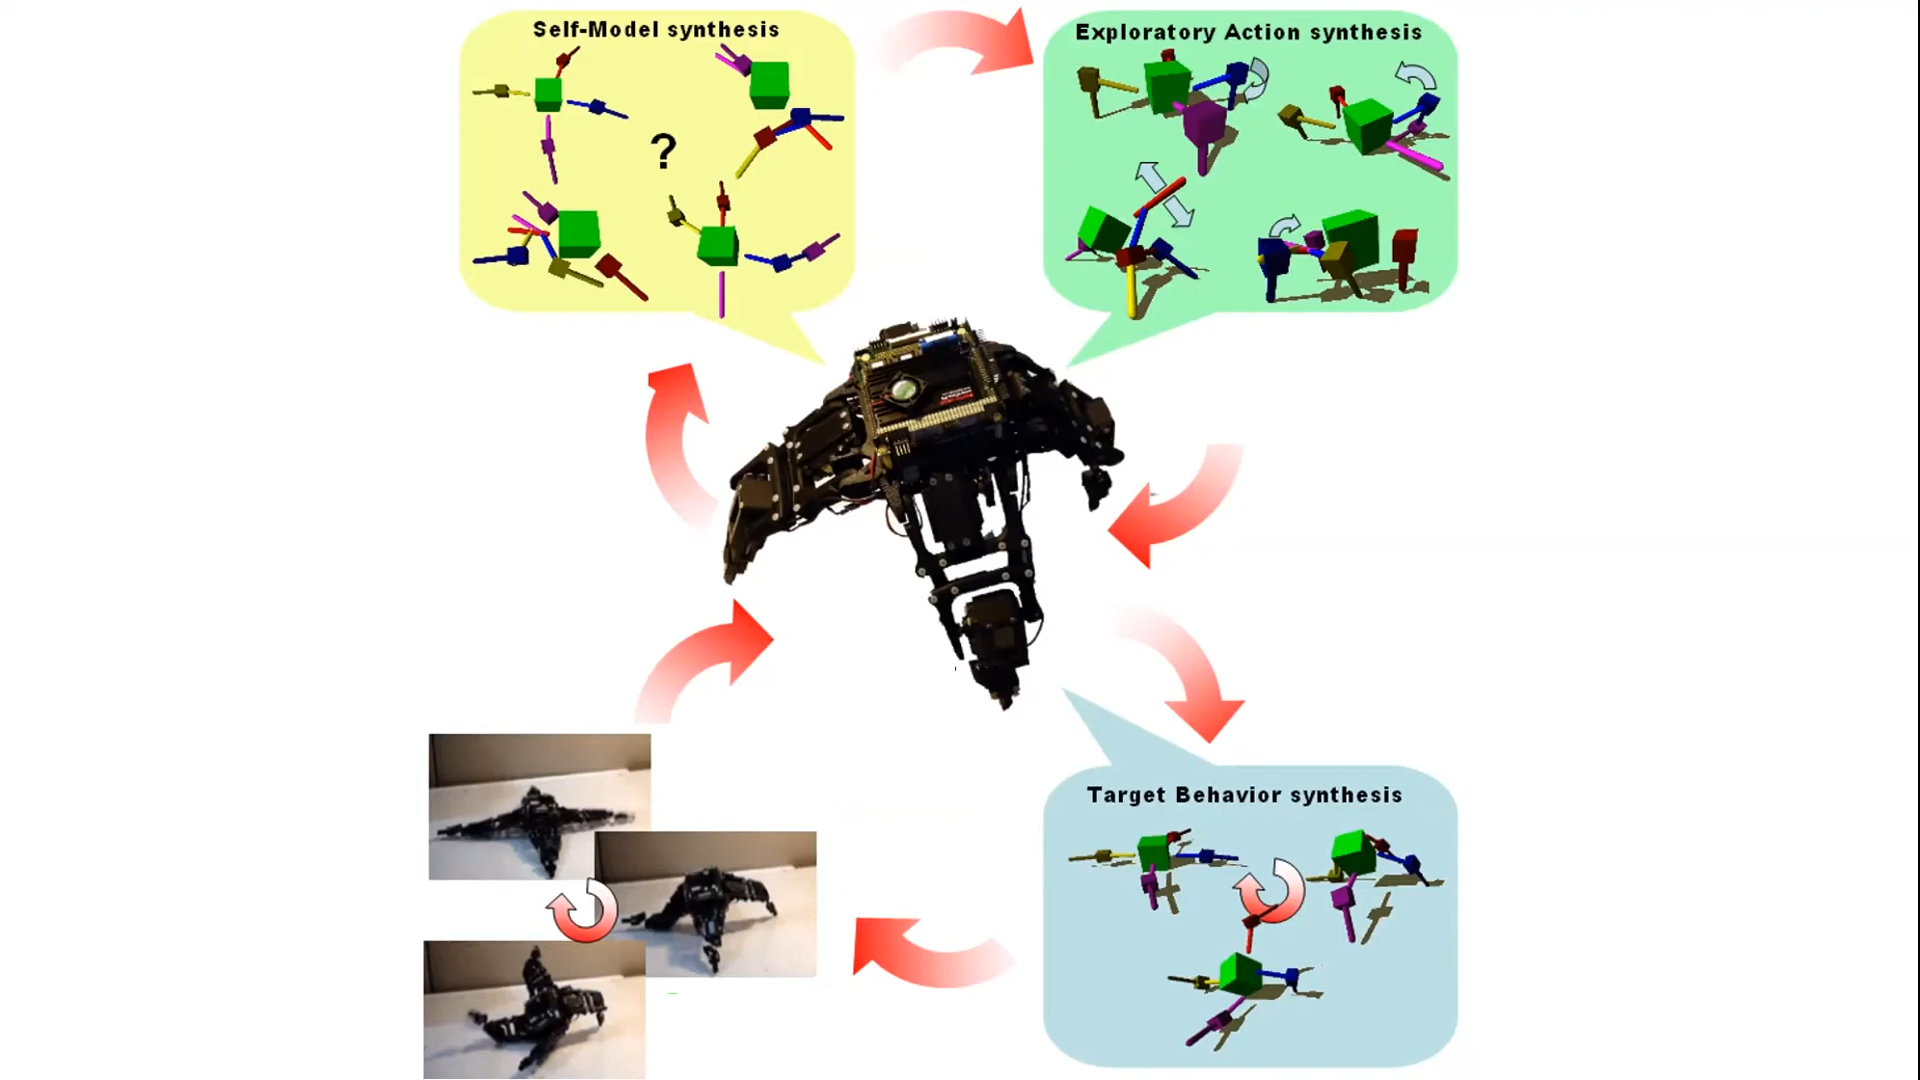 Self-Model synthesis
Exploratory Action synthesis
?
Target Behavior synthesis